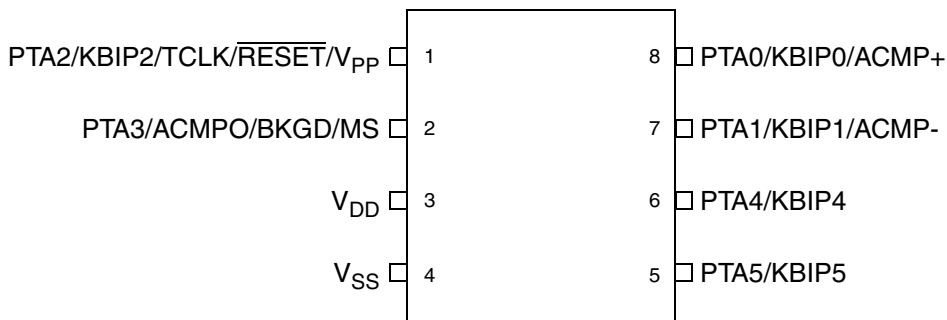 PTA2/KBIP2/TCLK/RESET/VPP 1 8 PTA0/KBIP0/ACMP+
PTA3/ACMPO/BKGD/MS 2 7 PTA1/KBIP1/ACMP-
VDD 3 6 PTA4/KBIP4
VSS 4 5 PTA5/KBIP5